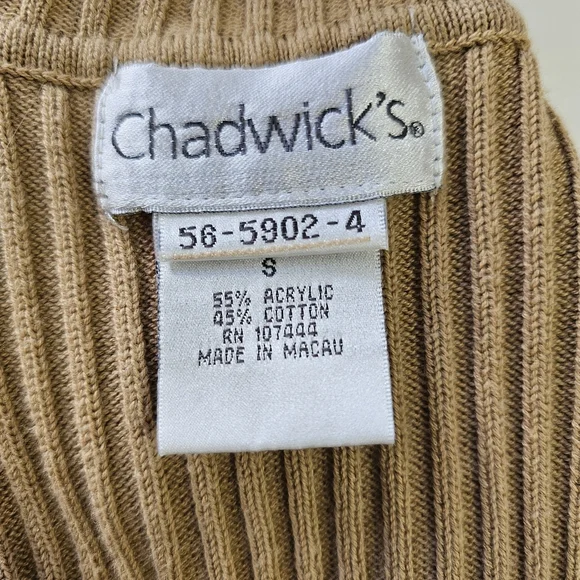 Chadwick's®
56-5902-4
S
55% ACRYLIC
45% COTTON
RN 107444
MADE IN MACAU